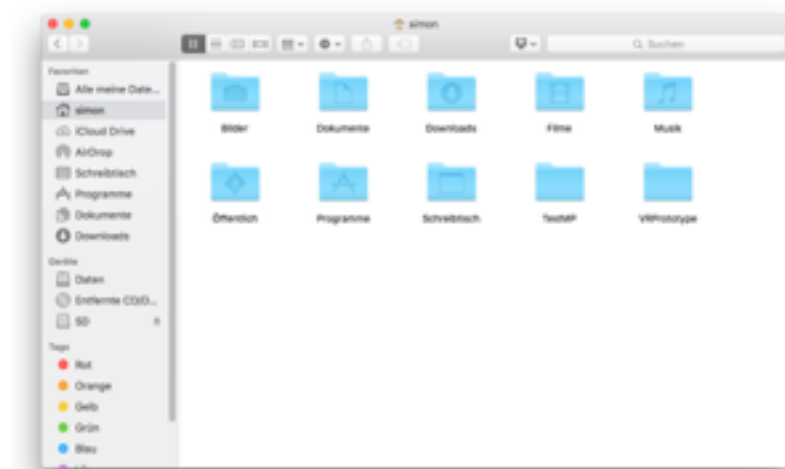 simon
Suchen
Favoriten
Alle meine Date...
simon
iCloud Drive
AirDrop
Schreibtisch
Programme
Dokumente
Downloads
Geräte
Daten
Entfernte CD/D...
SD
Tags
Rot
Orange
Gelb
Grün
Blau
Bilder
Dokumente
Downloads
Filme
Musik
Öffentlich
Programme
Schreibtisch
TestMP
VRPrototype